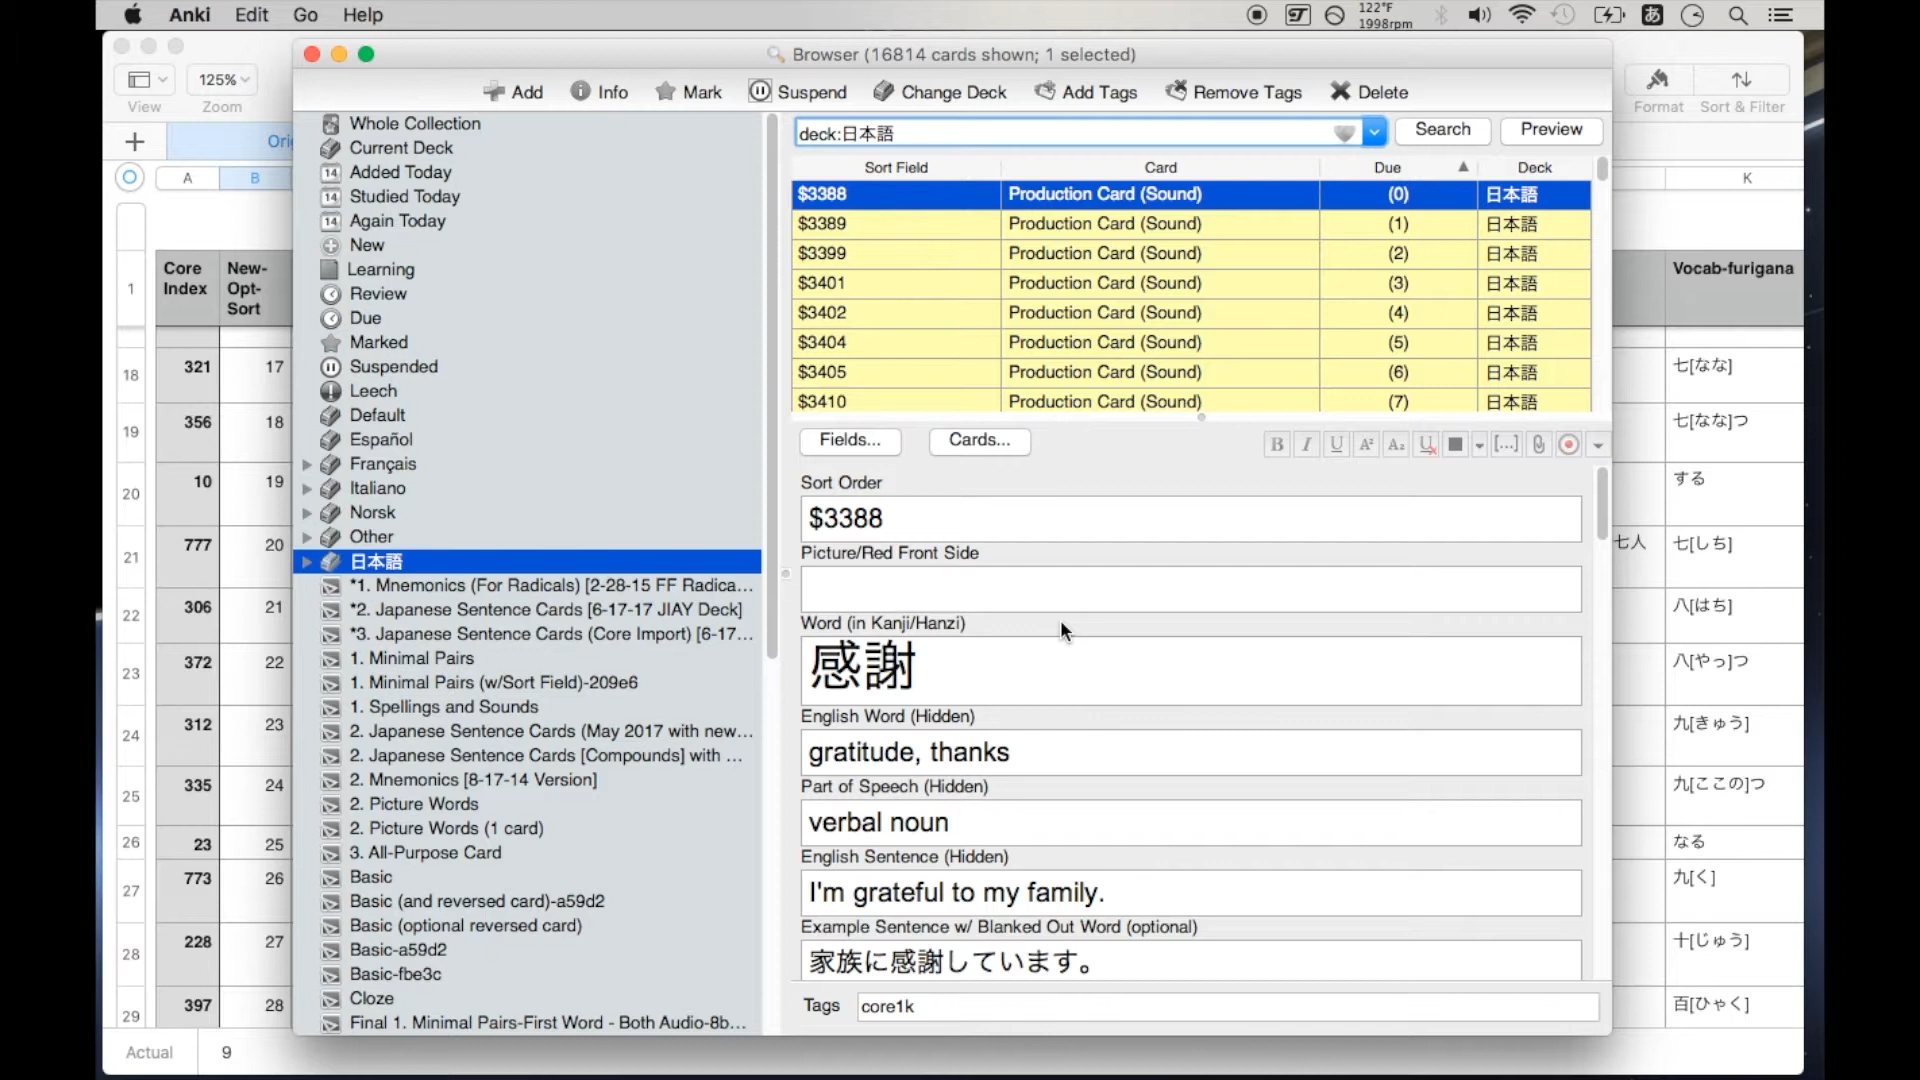 Anki Edit Go Help
122°F
1998rpm
あ
Browser (16814 cards shown; 1 selected)
125%
View Zoom
Format Sort & Filter
Add Info Mark Suspend Change Deck Add Tags Remove Tags Delete
Ori
A B K
Core Index
New-Opt-Sort
Vocab-furigana
1
18 321 17 七[なな]
19 356 18 七[なな]つ
20 10 19 する
21 777 20 七人 七[しち]
22 306 21 八[はち]
23 372 22 八[やっ]つ
24 312 23 九[きゅう]
25 335 24 九[ここの]つ
26 23 25 なる
27 773 26 九[く]
28 228 27 十[じゅう]
29 397 28 百[ひゃく]
Actual 9
Whole Collection
Current Deck
14 Added Today
14 Studied Today
14 Again Today
New
Learning
Review
Due
Marked
Suspended
Leech
Default
Español
Français
Italiano
Norsk
Other
日本語
*1. Mnemonics (For Radicals) [2-28-15 FF Radica...
*2. Japanese Sentence Cards [6-17-17 JIAY Deck]
*3. Japanese Sentence Cards (Core Import) [6-17...
1. Minimal Pairs
1. Minimal Pairs (w/Sort Field)-209e6
1. Spellings and Sounds
2. Japanese Sentence Cards (May 2017 with new...
2. Japanese Sentence Cards [Compounds] with ...
2. Mnemonics [8-17-14 Version]
2. Picture Words
2. Picture Words (1 card)
3. All-Purpose Card
Basic
Basic (and reversed card)-a59d2
Basic (optional reversed card)
Basic-a59d2
Basic-fbe3c
Cloze
Final 1. Minimal Pairs-First Word - Both Audio-8b...
deck:日本語 Search Preview
Sort Field Card Due Deck
$3388 Production Card (Sound) (0) 日本語
$3389 Production Card (Sound) (1) 日本語
$3399 Production Card (Sound) (2) 日本語
$3401 Production Card (Sound) (3) 日本語
$3402 Production Card (Sound) (4) 日本語
$3404 Production Card (Sound) (5) 日本語
$3405 Production Card (Sound) (6) 日本語
$3410 Production Card (Sound) (7) 日本語
Fields... Cards... B I U A² A₂ U [...]
Sort Order
$3388
Picture/Red Front Side
Word (in Kanji/Hanzi)
感謝
English Word (Hidden)
gratitude, thanks
Part of Speech (Hidden)
verbal noun
English Sentence (Hidden)
I'm grateful to my family.
Example Sentence w/ Blanked Out Word (optional)
家族に感謝しています。
Tags core1k